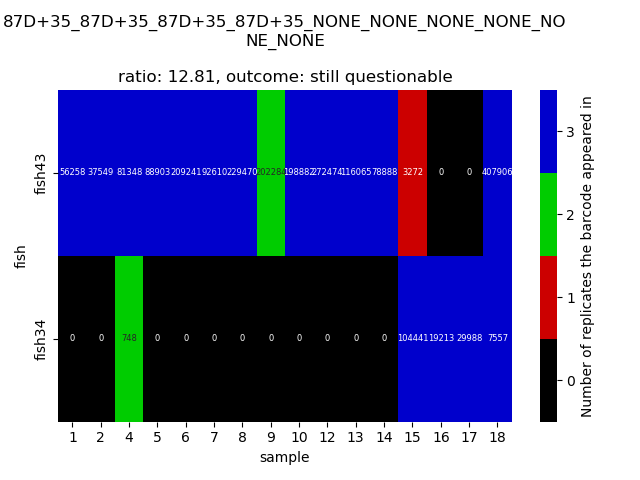 87D+35_87D+35_87D+35_87D+35_NONE_NONE_NONE_NONE_NO
NE_NONE
ratio: 12.81, outcome: still questionable
fish43
56258 37549 81348 88903 209241 92610 229470 198882 272474 116065 78888 3272 0 0 407906
fish34
0 0 748 0 0 0 0 0 0 0 0 0 104441 19213 29988 7557
fish
1 2 4 5 6 7 8 9 10 12 13 14 15 16 17 18
sample
3
2
1
0
Number of replicates the barcode appeared in